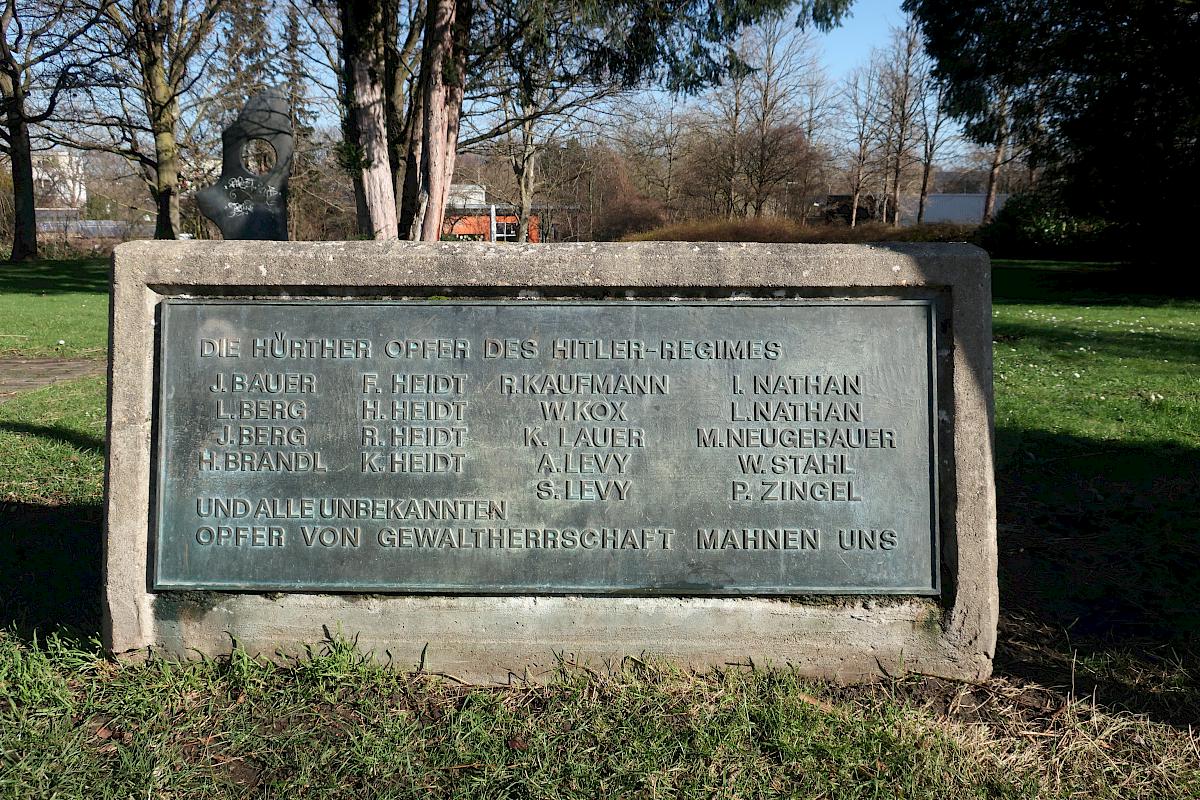 DIE HÜRTHER OPFER DES HITLER-REGIMES
J. BAUER F. HEIDT R. KAUFMANN I. NATHAN
L. BERG H. HEIDT W. KOX L. NATHAN
J. BERG R. HEIDT K. LAUER M. NEUGEBAUER
H. BRANDL K. HEIDT A. LEVY W. STAHL
S. LEVY P. ZINGEL
UND ALLE UNBEKANNTEN
OPFER VON GEWALTHERRSCHAFT MAHNEN UNS